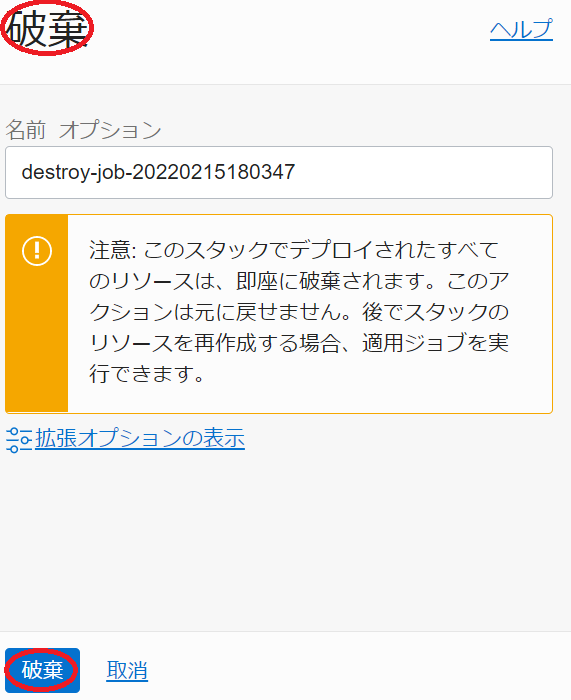 破棄
ヘルプ
名前 オプション
destroy-job-20220215180347
注意: このスタックでデプロイされたすべて
のリソースは、即座に破棄されます。このア
クションは元に戻せません。後でスタックの
リソースを再作成する場合、適用ジョブを実
行できます。
拡張オプションの表示
破棄
取消